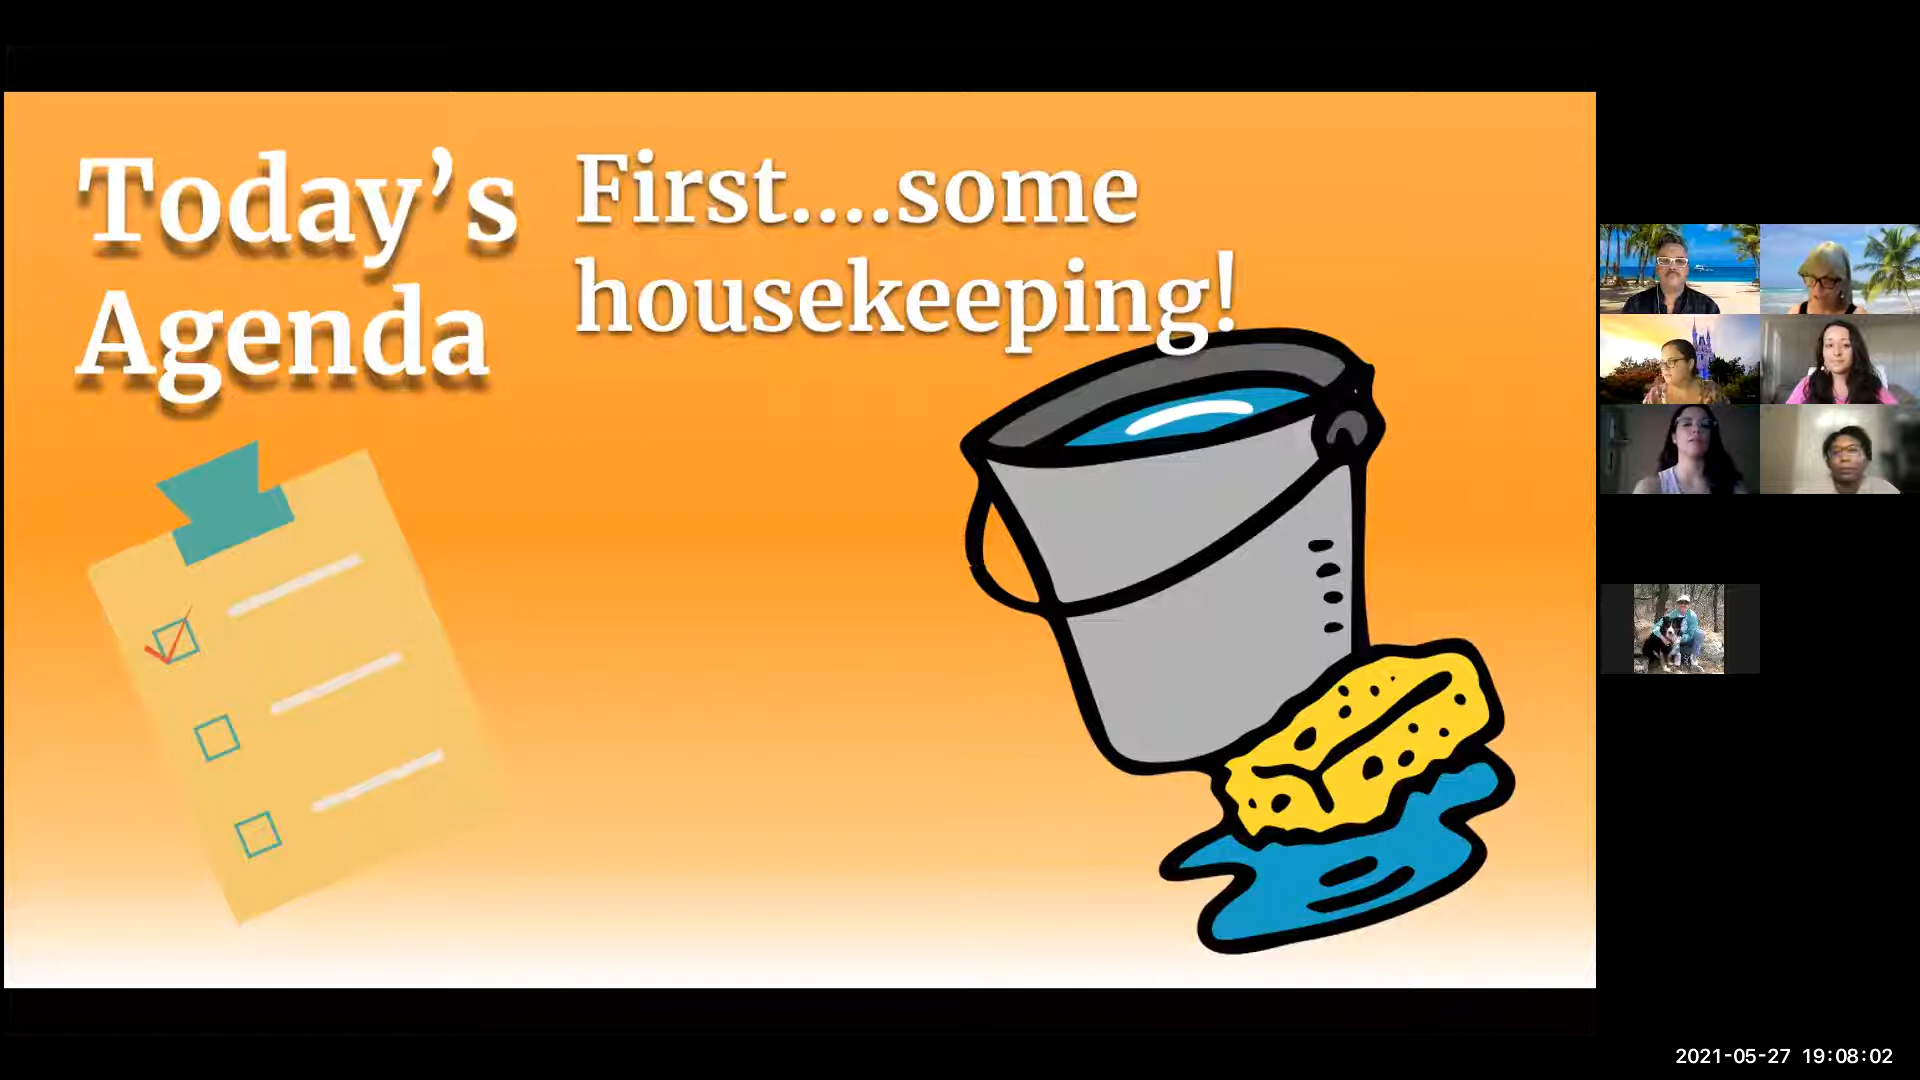 Today’s
Agenda
First....some
housekeeping!
2021-05-27 19:08:02